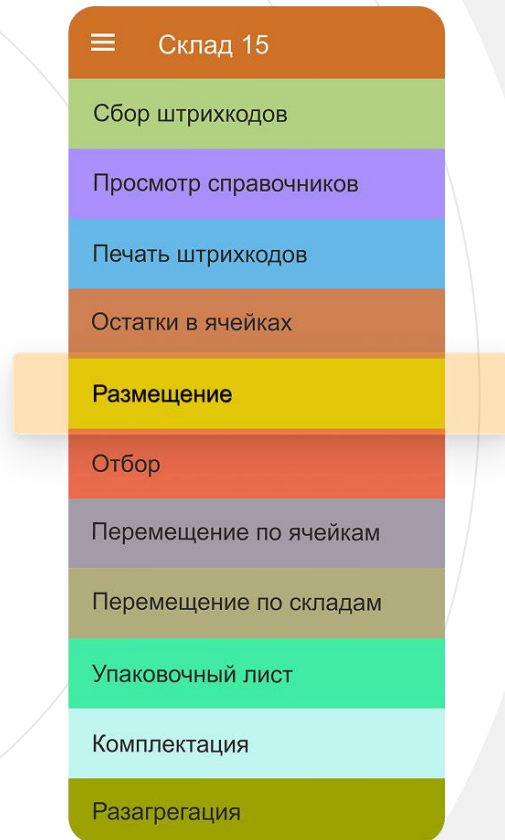 Склад 15
Сбор штрихкодов
Просмотр справочников
Печать штрихкодов
Остатки в ячейках
Размещение
Отбор
Перемещение по ячейкам
Перемещение по складам
Упаковочный лист
Комплектация
Разагрегация